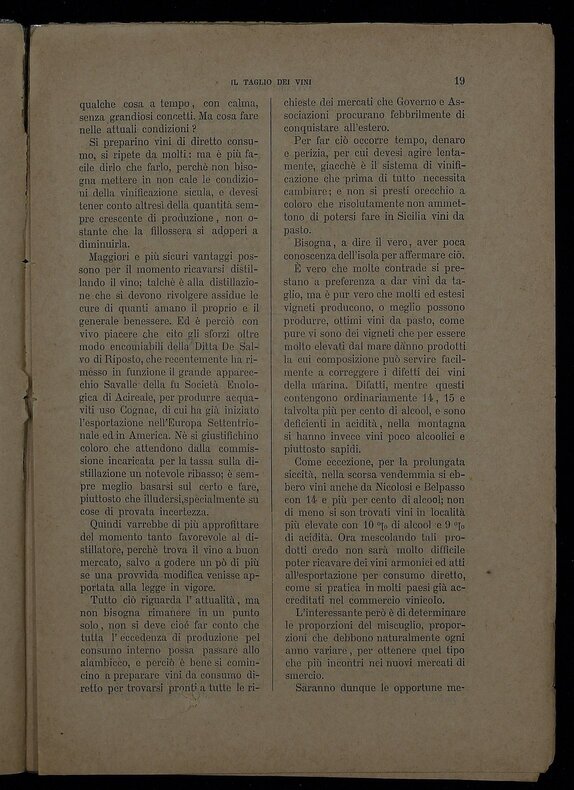 IL TAGLIO DEI VINI 19
qualche cosa a tempo, con calma,
senza grandiosi concetti. Ma cosa fare
nelle attuali condizioni?
Si preparino vini di diretto consu-
mo, si ripete da molti: ma è più fa-
cile dirlo che farlo, perchè non biso-
gna mettere in non cale le condizio-
ni della vinificazione sicula, e devesi
tener conto altresì della quantità sem-
pre crescente di produzione, non o-
stante che la fillossera si adoperi a
diminuirla.
Maggiori e più sicuri vantaggi pos-
sono per il momento ricavarsi distil-
lando il vino; talchè è alla distillazio-
ne che si devono rivolgere assidue le
cure di quanti amano il proprio e il
generale benessere. Ed è perciò con
vivo piacere che cito gli sforzi oltre
modo encomiabili della Ditta De Sal-
vo di Riposto, che recentemente ha ri-
messo in funzione il grande apparec-
chio Savalle della fu Società Enolo-
gica di Acireale, per produrre acqua-
viti uso Cognac, di cui ha già iniziato
l'esportazione nell'Europa Settentrio-
nale ed in America. Nè si giustifichino
coloro che attendono dalla commis-
sione incaricata per la tassa sulla di-
stillazione un notevole ribasso; è sem-
pre meglio basarsi sul certo e fare,
piuttosto che illudersi,specialmente su
cose di provata incertezza.
Quindi varrebbe di più approfittare
del momento tanto favorevole al di-
stillatore, perchè trova il vino a buon
mercato, salvo a godere un pò di più
se una provvida modifica venisse ap-
portata alla legge in vigore.
Tutto ciò riguarda l'attualità, ma
non bisogna rimanere in un punto
solo, non si deve cioé far conto che
tutta l'eccedenza di produzione pel
consumo interno possa passare allo
alambicco, e perciò è bene si comin-
cino a preparare vini da consumo di-
retto per trovarsi pronti a tutte le ri-
chieste dei mercati che Governo e As-
sociazioni procurano febbrilmente di
conquistare all'estero.
Per far ciò occorre tempo, denaro
e perizia, per cui devesi agire lenta-
mente, giacchè è il sistema di vinifi-
cazione che prima di tutto necessita
cambiare; e non si presti orecchio a
coloro che risolutamente non ammet-
tono di potersi fare in Sicilia vini da
pasto.
Bisogna, a dire il vero, aver poca
conoscenza dell'isola per affermare ciò.
È vero che molte contrade si pre-
stano a preferenza a dar vini da ta-
glio, ma è pur vero che molti ed estesi
vigneti producono, o meglio possono
produrre, ottimi vini da pasto, come
pure vi sono dei vigneti che per essere
molto elevati dal mare dànno prodotti
la cui composizione può servire facil-
mente a correggere i difetti dei vini
della marina. Difatti, mentre questi
contengono ordinariamente 14, 15 e
talvolta più per cento di alcool, e sono
deficienti in acidità, nella montagna
si hanno invece vini poco alcoolici e
piuttosto sapidi.
Come eccezione, per la prolungata
siccità, nella scorsa vendemmia si eb-
bero vini anche da Nicolosi e Belpasso
con 14 e più per cento di alcool; non
di meno si son trovati vini in località
più elevate con 10 % di alcool e 9 %
di acidità. Ora mescolando tali pro-
dotti credo non sarà molto difficile
poter ricavare dei vini armonici ed atti
all'esportazione per consumo diretto,
come si pratica in molti paesi già ac-
creditati nel commercio vinicolo.
L'interessante però è di determinare
le proporzioni del miscuglio, propor-
zioni che debbono naturalmente ogni
anno variare, per ottenere quel tipo
che più incontri nei nuovi mercati di
smercio.
Saranno dunque le opportune me-